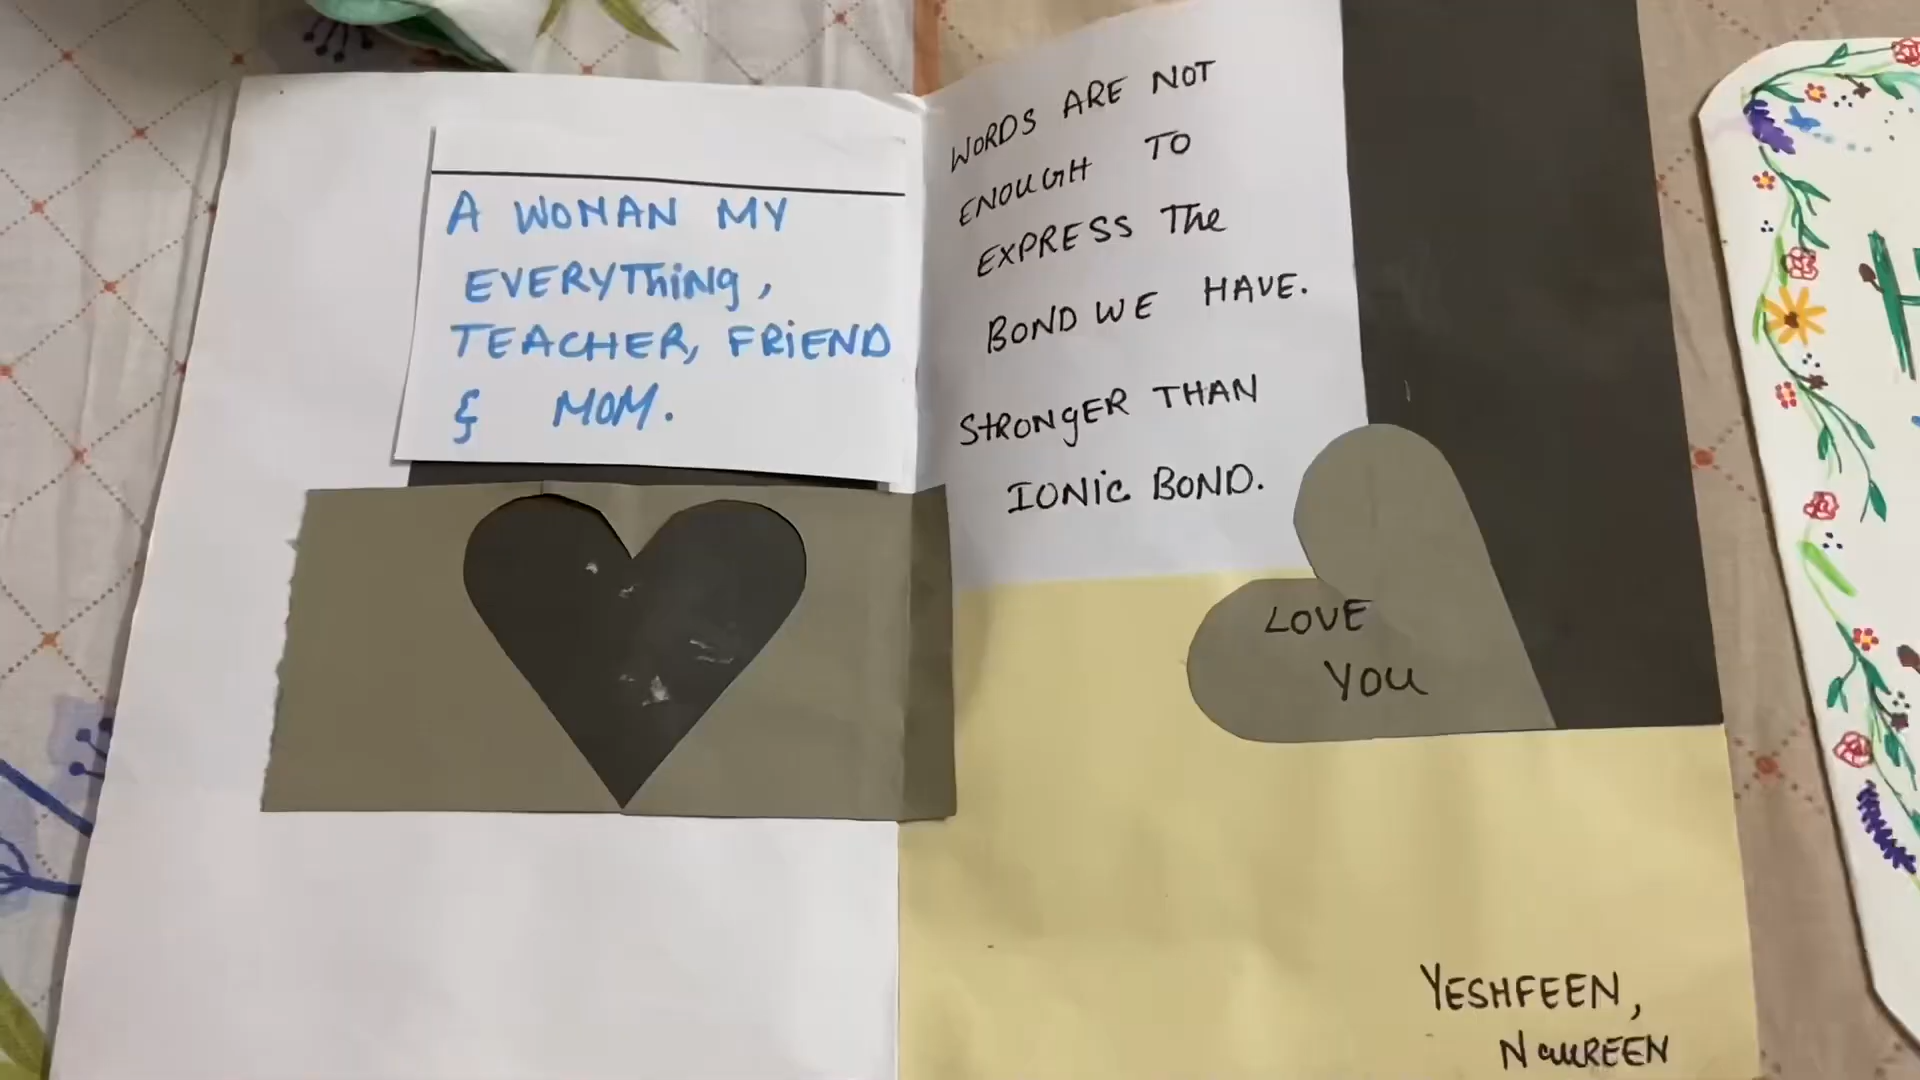 A WOMAN MY
EVERYThiNg,
TEACHER, FRiEND
& MOM.
WORDS ARE NOT
ENOUGH TO
EXPRESS The
BOND WE HAVE.
STRONgER THAN
IONiC BOND.
LOVE
YOU
YESHFEEN,
NauREEN